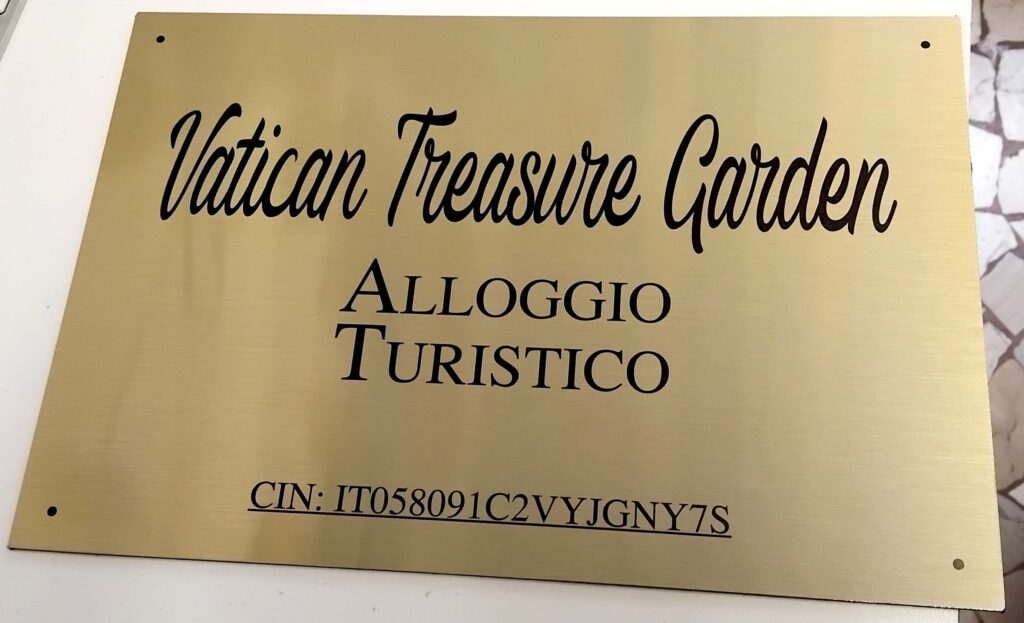 Vatican Treasure Garden
ALLOGGIO
TURISTICO
CIN: IT058091C2VYJGNY7S